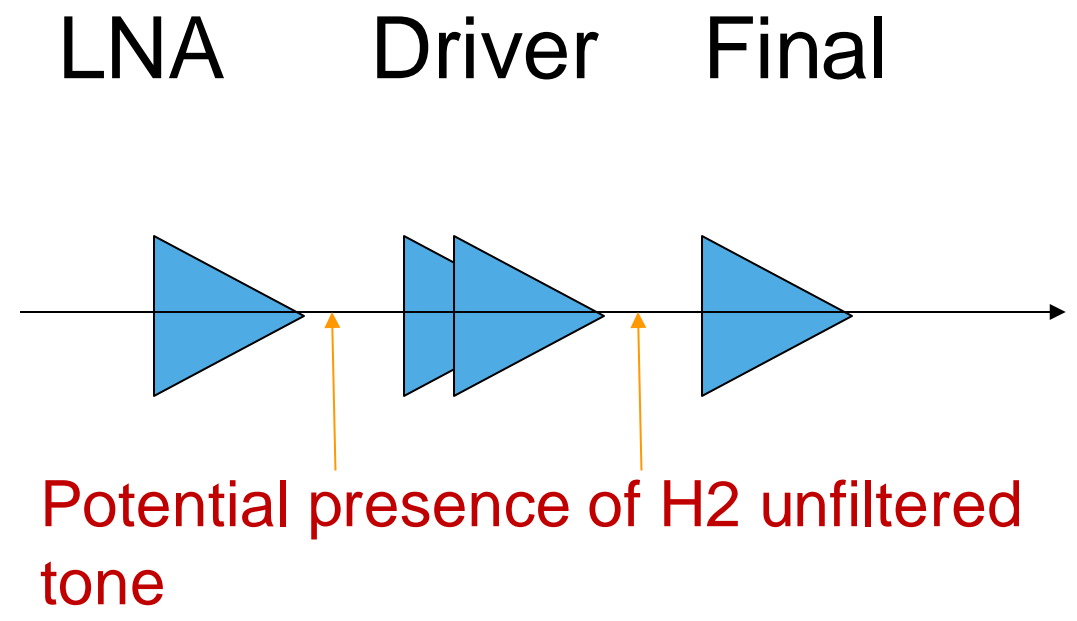 LNA Driver Final
Potential presence of H2 unfiltered
tone